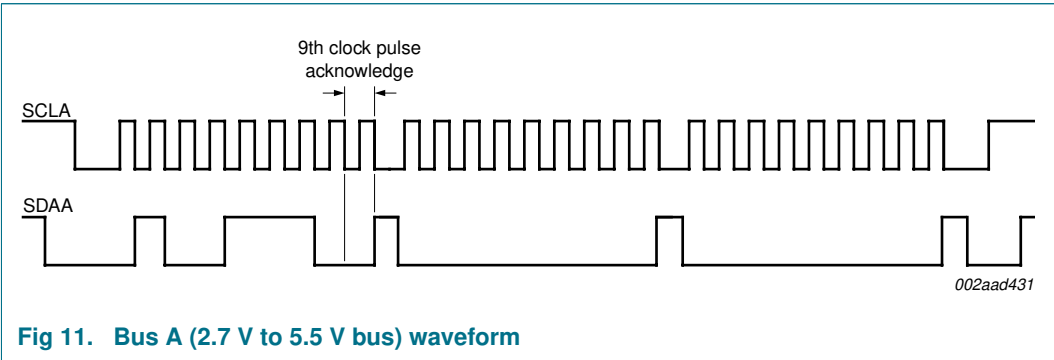 9th clock pulse
acknowledge
SCLA
SDAA
002aad431
Fig 11. Bus A (2.7 V to 5.5 V bus) waveform